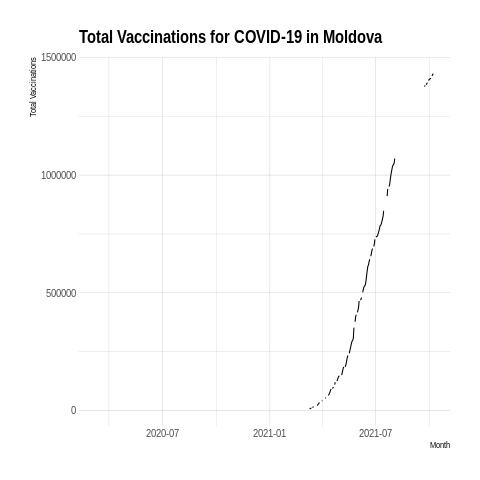 Total Vaccinations for COVID-19 in Moldova
Total Vaccinations
1500000
1000000
500000
0
2020-07
2021-01
2021-07
Month